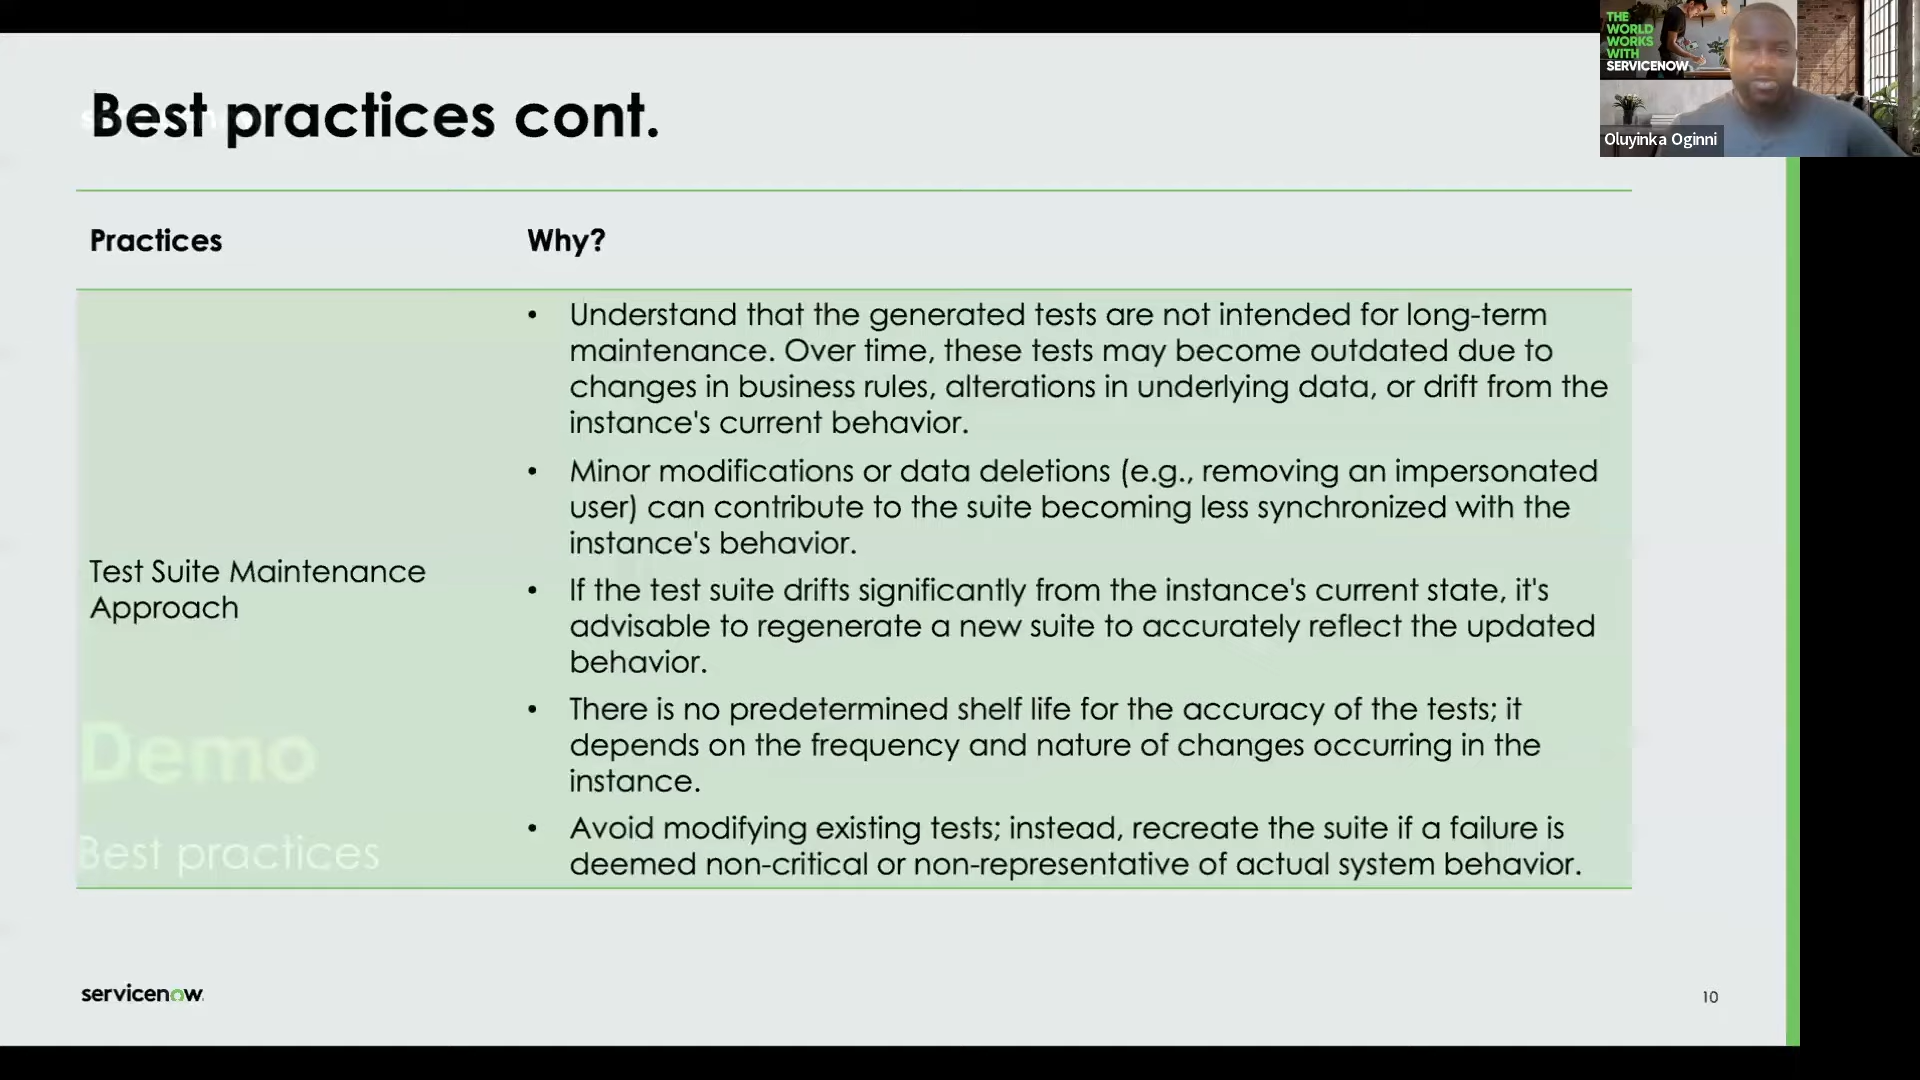 THE
WORLD
WORKS
WITH
SERVICENOW
Oluyinka Oginni
Best practices cont.
Practices
Why?
Test Suite Maintenance
Approach
• Understand that the generated tests are not intended for long-term
maintenance. Over time, these tests may become outdated due to
changes in business rules, alterations in underlying data, or drift from the
instance's current behavior.
• Minor modifications or data deletions (e.g., removing an impersonated
user) can contribute to the suite becoming less synchronized with the
instance's behavior.
• If the test suite drifts significantly from the instance's current state, it's
advisable to regenerate a new suite to accurately reflect the updated
behavior.
• There is no predetermined shelf life for the accuracy of the tests; it
depends on the frequency and nature of changes occurring in the
instance.
• Avoid modifying existing tests; instead, recreate the suite if a failure is
deemed non-critical or non-representative of actual system behavior.
Demo
Best practices
servicenow.
10